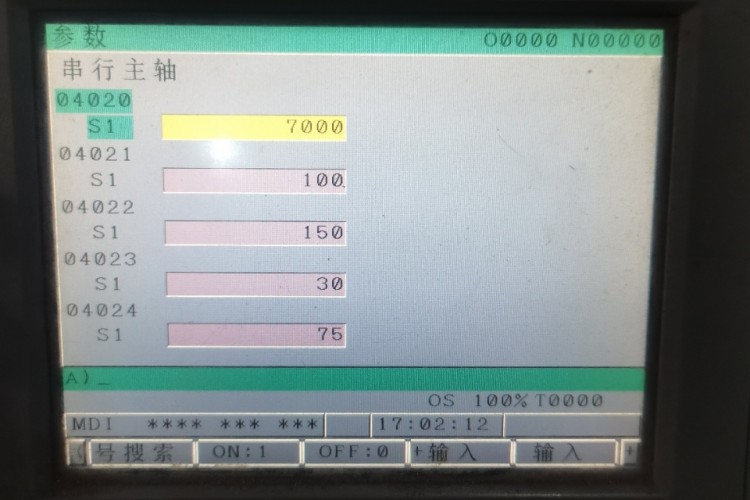 参数 O0000 N00000
串行主轴
04020
S1 7000
04021
S1 100
04022
S1 150
04023
S1 30
04024
S1 75
A)_
OS 100% T0000
MDI **** *** *** 17:02:12
号搜索 ON:1 OFF:0 +输入 输入 +